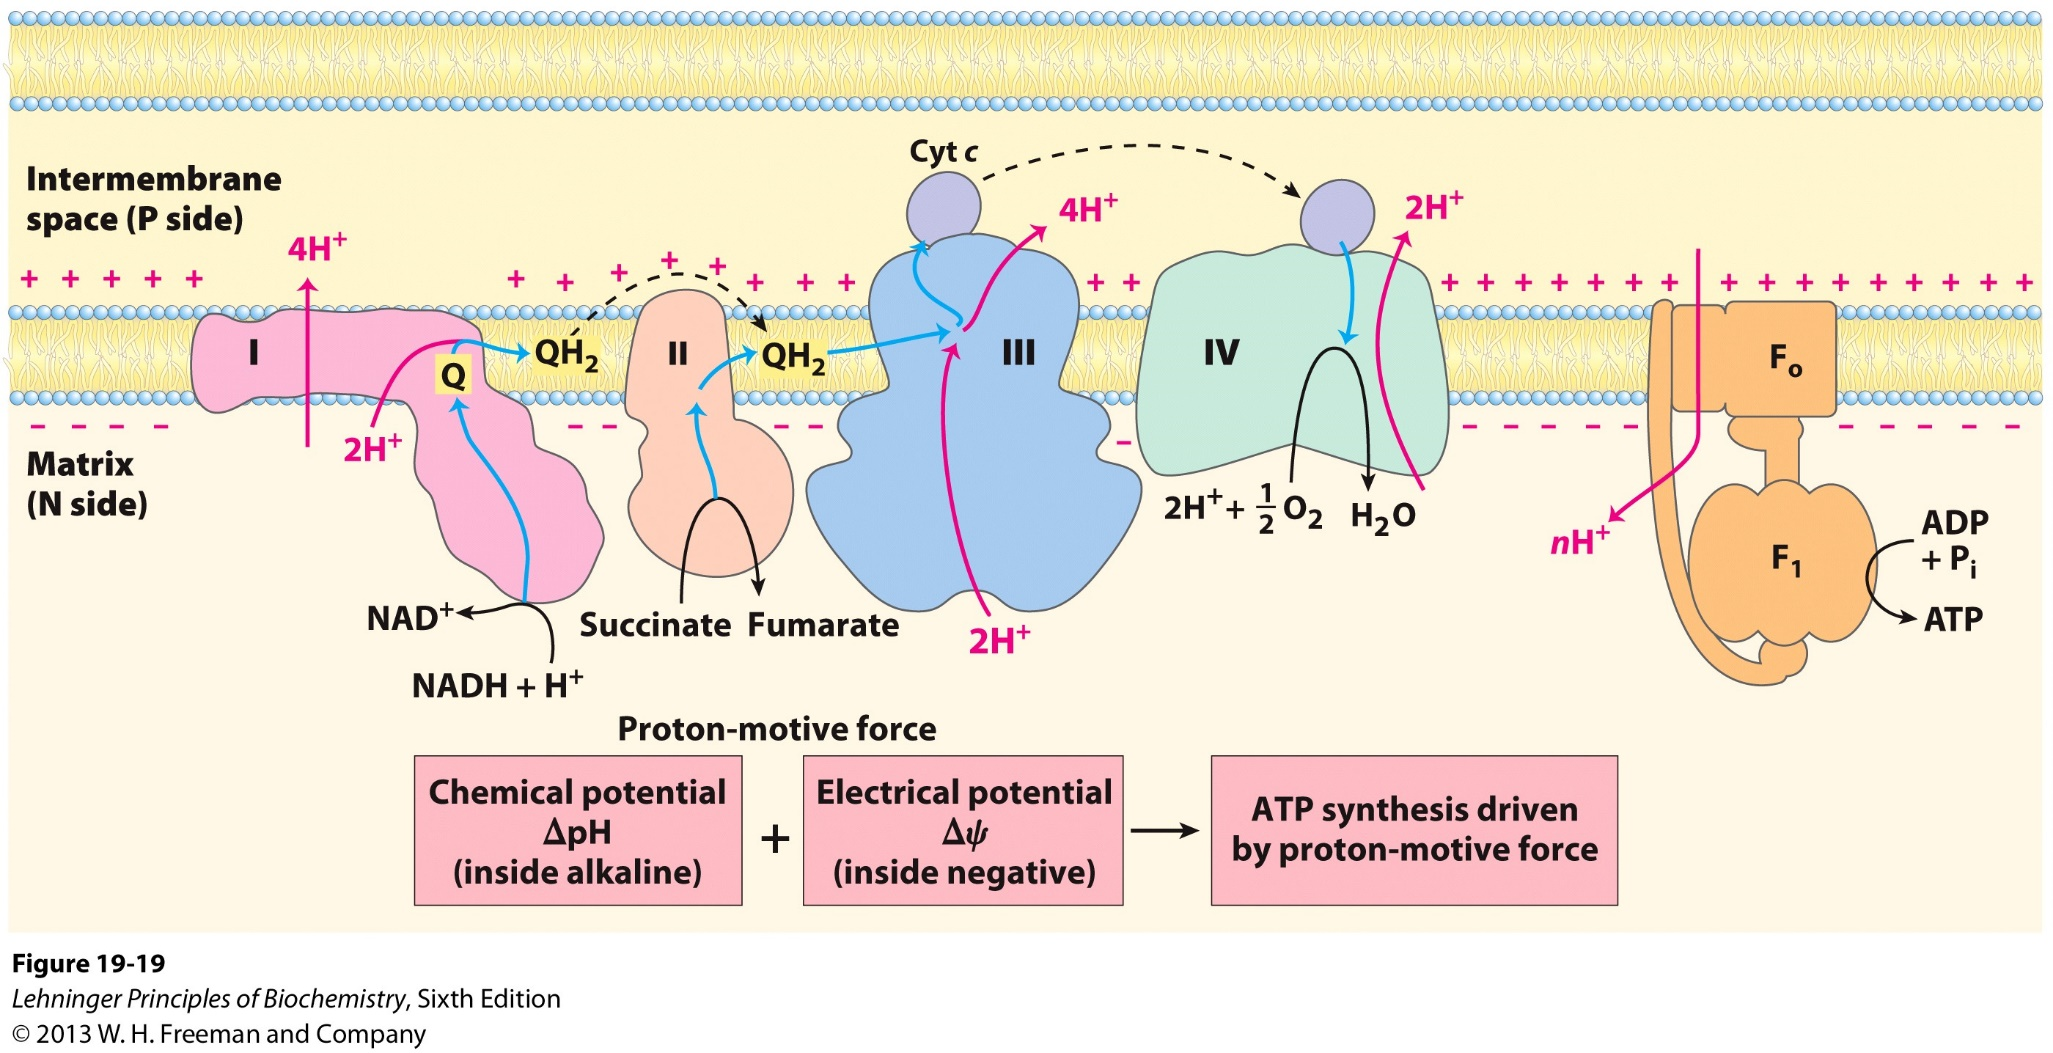 Cyt c
Intermembrane
space (P side)
4H⁺
2H⁺
4H⁺
+ + + + +
+ + + + + + + +
+ +
+ + + + + + +
+ + + + + + + + +
I
Q
QH₂
II
QH₂
III
IV
Fₒ
– – – –
– –
– –
–
– – – – –
– – – – –
2H⁺
Matrix
(N side)
2H⁺ + 1/2 O₂
H₂O
nH⁺
F₁
ADP
+ Pᵢ
ATP
NAD⁺
Succinate
Fumarate
2H⁺
NADH + H⁺
Proton-motive force
Chemical potential
ΔpH
(inside alkaline)
+
Electrical potential
Δψ
(inside negative)
ATP synthesis driven
by proton-motive force
Figure 19-19
Lehninger Principles of Biochemistry, Sixth Edition
© 2013 W. H. Freeman and Company